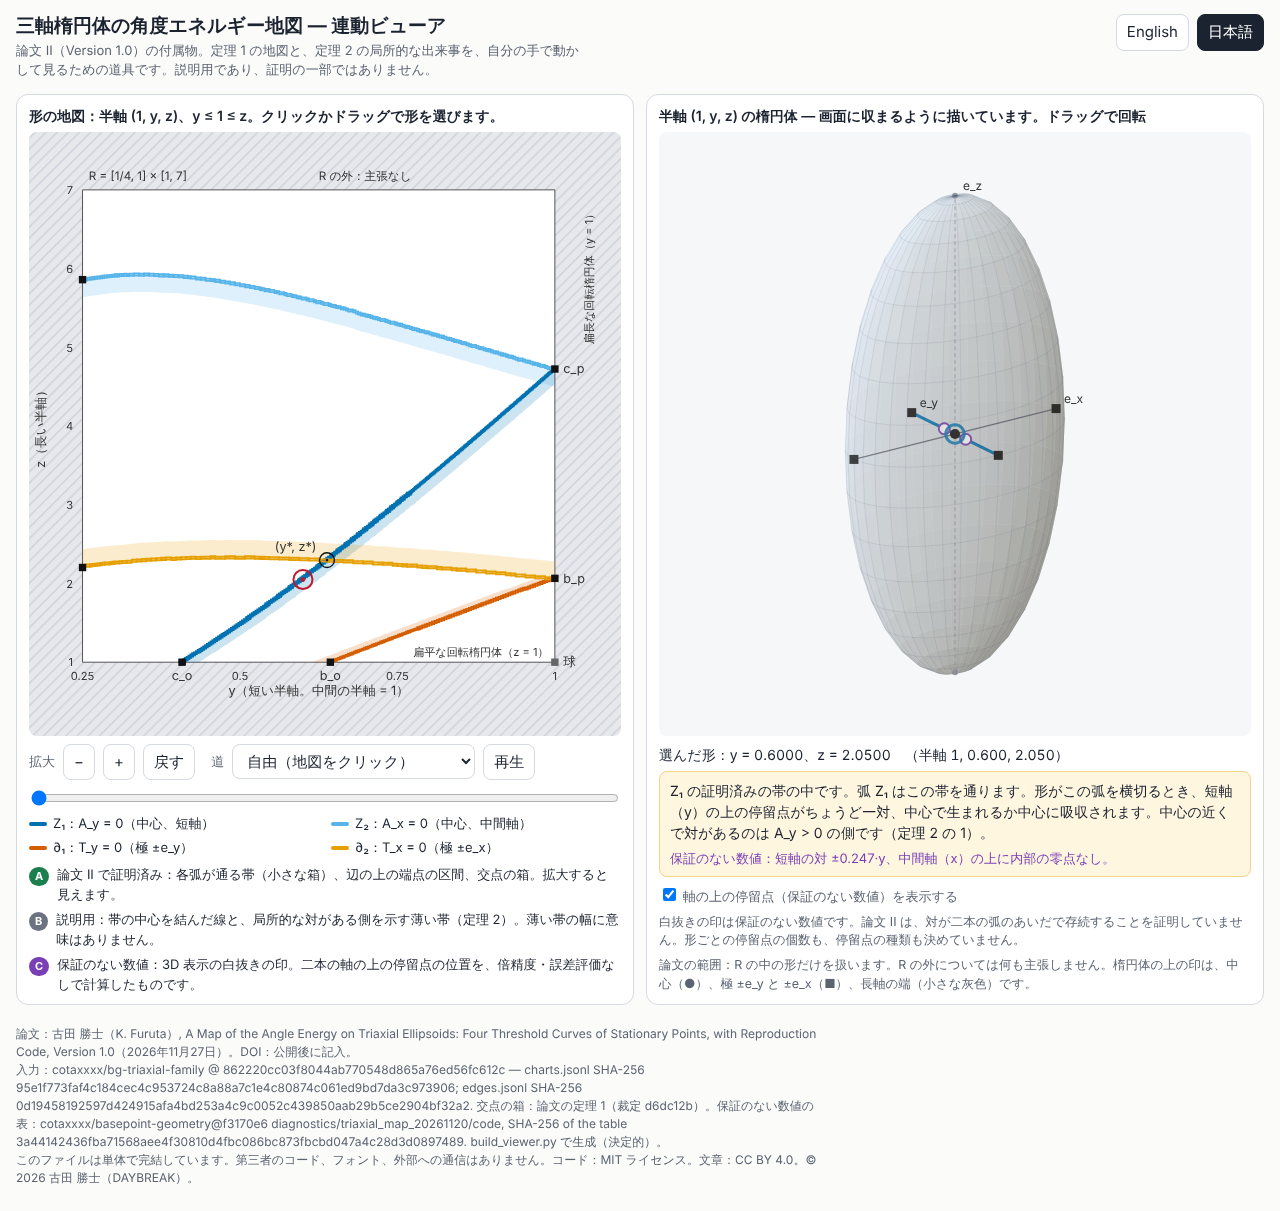 三軸楕円体の角度エネルギー地図 — 連動ビューア
English
日本語
論文 II（Version 1.0）の付属物。定理 1 の地図と、定理 2 の局所的な出来事を、自分の手で動か
して見るための道具です。説明用であり、証明の一部ではありません。
形の地図：半軸 (1, y, z)、y ≤ 1 ≤ z。クリックかドラッグで形を選びます。
R = [1/4, 1] × [1, 7]
R の外：主張なし
7
6
5
4
3
2
1
z（長い半軸）
扁長な回転楕円体（y = 1）
c_p
(y*, z*)
b_p
扁平な回転楕円体（z = 1）
球
0.25
c_o
0.5
b_o
0.75
1
y（短い半軸。中間の半軸 = 1）
拡大
−
+
戻す
道
自由（地図をクリック）
再生
Z₁：A_y = 0（中心、短軸）
Z₂：A_x = 0（中心、中間軸）
∂₁：T_y = 0（極 ±e_y）
∂₂：T_x = 0（極 ±e_x）
A
論文 II で証明済み：各弧が通る帯（小さな箱）、辺の上の端点の区間、交点の箱。拡大すると
見えます。
B
説明用：帯の中心を結んだ線と、局所的な対がある側を示す薄い帯（定理 2）。薄い帯の幅に意
味はありません。
C
保証のない数値：3D 表示の白抜きの印。二本の軸の上の停留点の位置を、倍精度・誤差評価な
しで計算したものです。
半軸 (1, y, z) の楕円体 — 画面に収まるように描いています。ドラッグで回転
e_z
e_y
e_x
選んだ形：y = 0.6000、z = 2.0500　（半軸 1, 0.600, 2.050）
Z₁ の証明済みの帯の中です。弧 Z₁ はこの帯を通ります。形がこの弧を横切るとき、短軸
（y）の上の停留点がちょうど一対、中心で生まれるか中心に吸収されます。中心の近く
で対があるのは A_y > 0 の側です（定理 2 の 1）。
保証のない数値：短軸の対 ±0.247·y、中間軸（x）の上に内部の零点なし。
軸の上の停留点（保証のない数値）を表示する
白抜きの印は保証のない数値です。論文 II は、対が二本の弧のあいだで存続することを証明していませ
ん。形ごとの停留点の個数も、停留点の種類も決めていません。
論文の範囲：R の中の形だけを扱います。R の外については何も主張しません。楕円体の上の印は、中
心（●）、極 ±e_y と ±e_x（■）、長軸の端（小さな灰色）です。
論文：古田 勝士（K. Furuta）, A Map of the Angle Energy on Triaxial Ellipsoids: Four Threshold Curves of Stationary Points, with Reproduction
Code, Version 1.0（2026年11月27日）。DOI：公開後に記入。
入力：cotaxxxx/bg-triaxial-family @ 862220cc03f8044ab770548d865a76ed56fc612c — charts.jsonl SHA-256
95e1f773faf4c184cec4c953724c8a88a7c1e4c80874c061ed9bd7da3c973906; edges.jsonl SHA-256
0d19458192597d424915afa4bd253a4c9c0052c439850aab29b5ce2904bf32a2. 交点の箱：論文の定理 1（裁定 d6dc12b）。保証のない数値の
表：cotaxxxx/basepoint-geometry@f3170e6 diagnostics/triaxial_map_20261120/code, SHA-256 of the table
3a44142436fba71568aee4f30810d4fbc086bc873fbcbd047a4c28d3d0897489. build_viewer.py で生成（決定的）。
このファイルは単体で完結しています。第三者のコード、フォント、外部への通信はありません。コード：MIT ライセンス。文章：CC BY 4.0。©
2026 古田 勝士（DAYBREAK）。